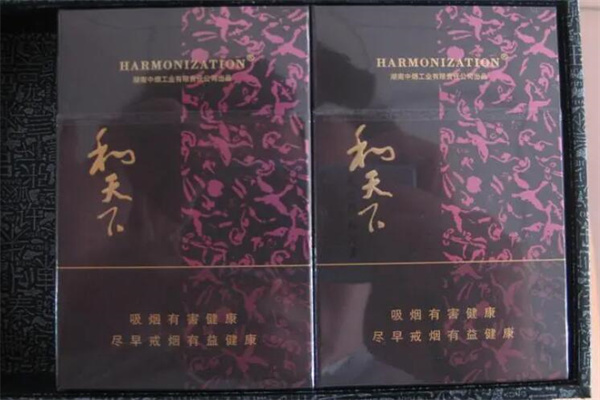 HARMONIZATION®
湖南中烟工业有限责任公司出品
和天下
吸烟有害健康
尽早戒烟有益健康
HARMONIZATION®
湖南中烟工业有限责任公司出品
和天下
吸烟有害健康
尽早戒烟有益健康